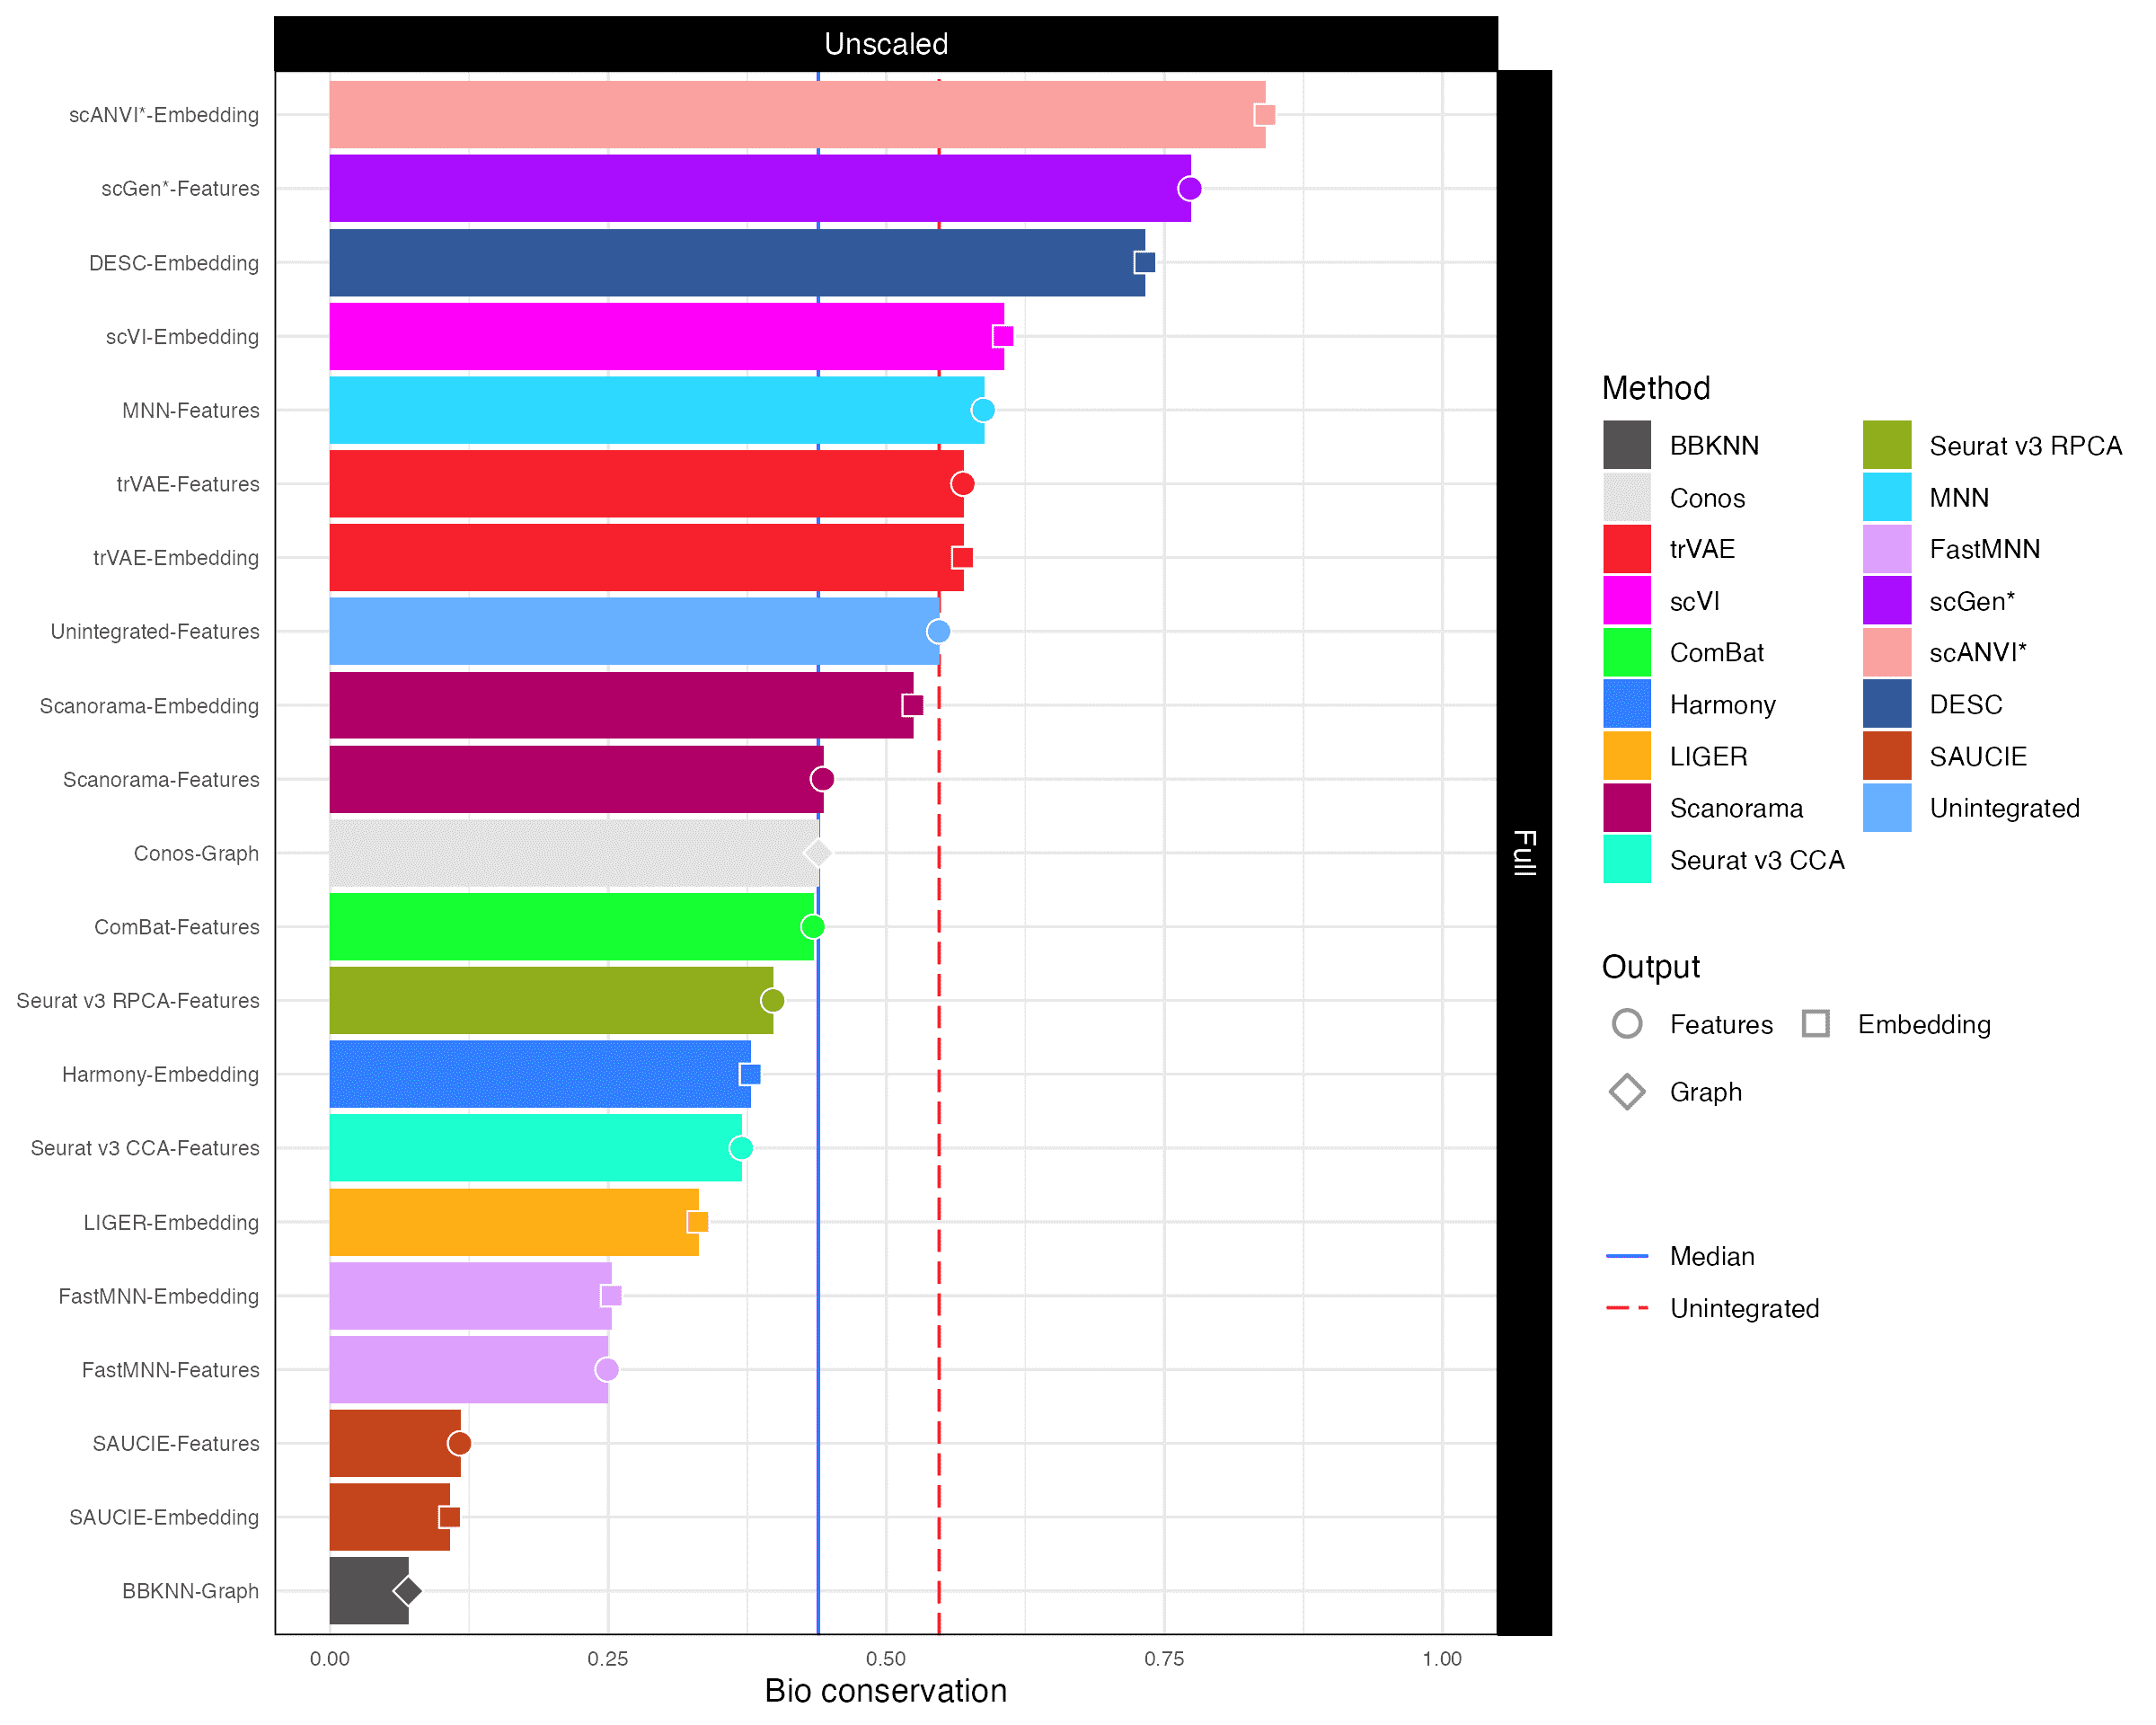 Unscaled
scANVI*-Embedding
scGen*-Features
DESC-Embedding
scVI-Embedding
MNN-Features
trVAE-Features
trVAE-Embedding
Unintegrated-Features
Scanorama-Embedding
Scanorama-Features
Conos-Graph
ComBat-Features
Seurat v3 RPCA-Features
Harmony-Embedding
Seurat v3 CCA-Features
LIGER-Embedding
FastMNN-Embedding
FastMNN-Features
SAUCIE-Features
SAUCIE-Embedding
BBKNN-Graph
0.00 0.25 0.50 0.75 1.00
Bio conservation
Full
Method
BBKNN
Conos
trVAE
scVI
ComBat
Harmony
LIGER
Scanorama
Seurat v3 CCA
Seurat v3 RPCA
MNN
FastMNN
scGen*
scANVI*
DESC
SAUCIE
Unintegrated
Output
Features Embedding
Graph
Median
Unintegrated